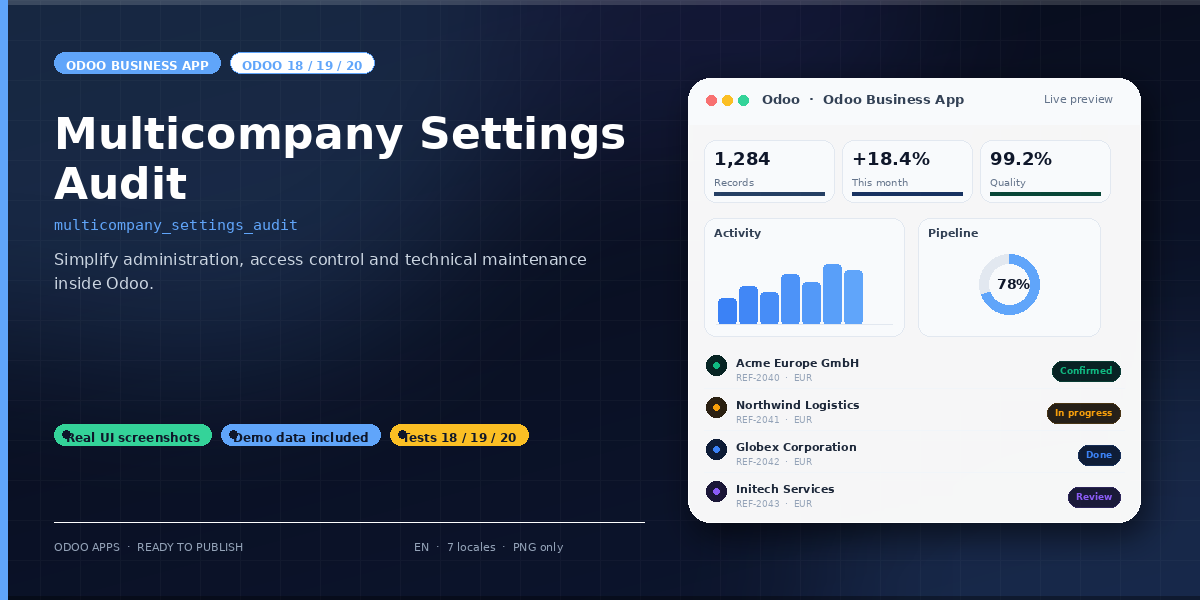 ODOO BUSINESS APP
ODOO 18 / 19 / 20
Multicompany Settings
Audit
multicompany_settings_audit
Simplify administration, access control and technical maintenance
inside Odoo.
Real UI screenshots
Demo data included
Tests 18 / 19 / 20
ODOO APPS · READY TO PUBLISH
EN · 7 locales · PNG only
Odoo · Odoo Business App
Live preview
1,284
Records
+18.4%
This month
99.2%
Quality
Activity
Pipeline
78%
Acme Europe GmbH
REF-2040 · EUR
Confirmed
Northwind Logistics
REF-2041 · EUR
In progress
Globex Corporation
REF-2042 · EUR
Done
Initech Services
REF-2043 · EUR
Review